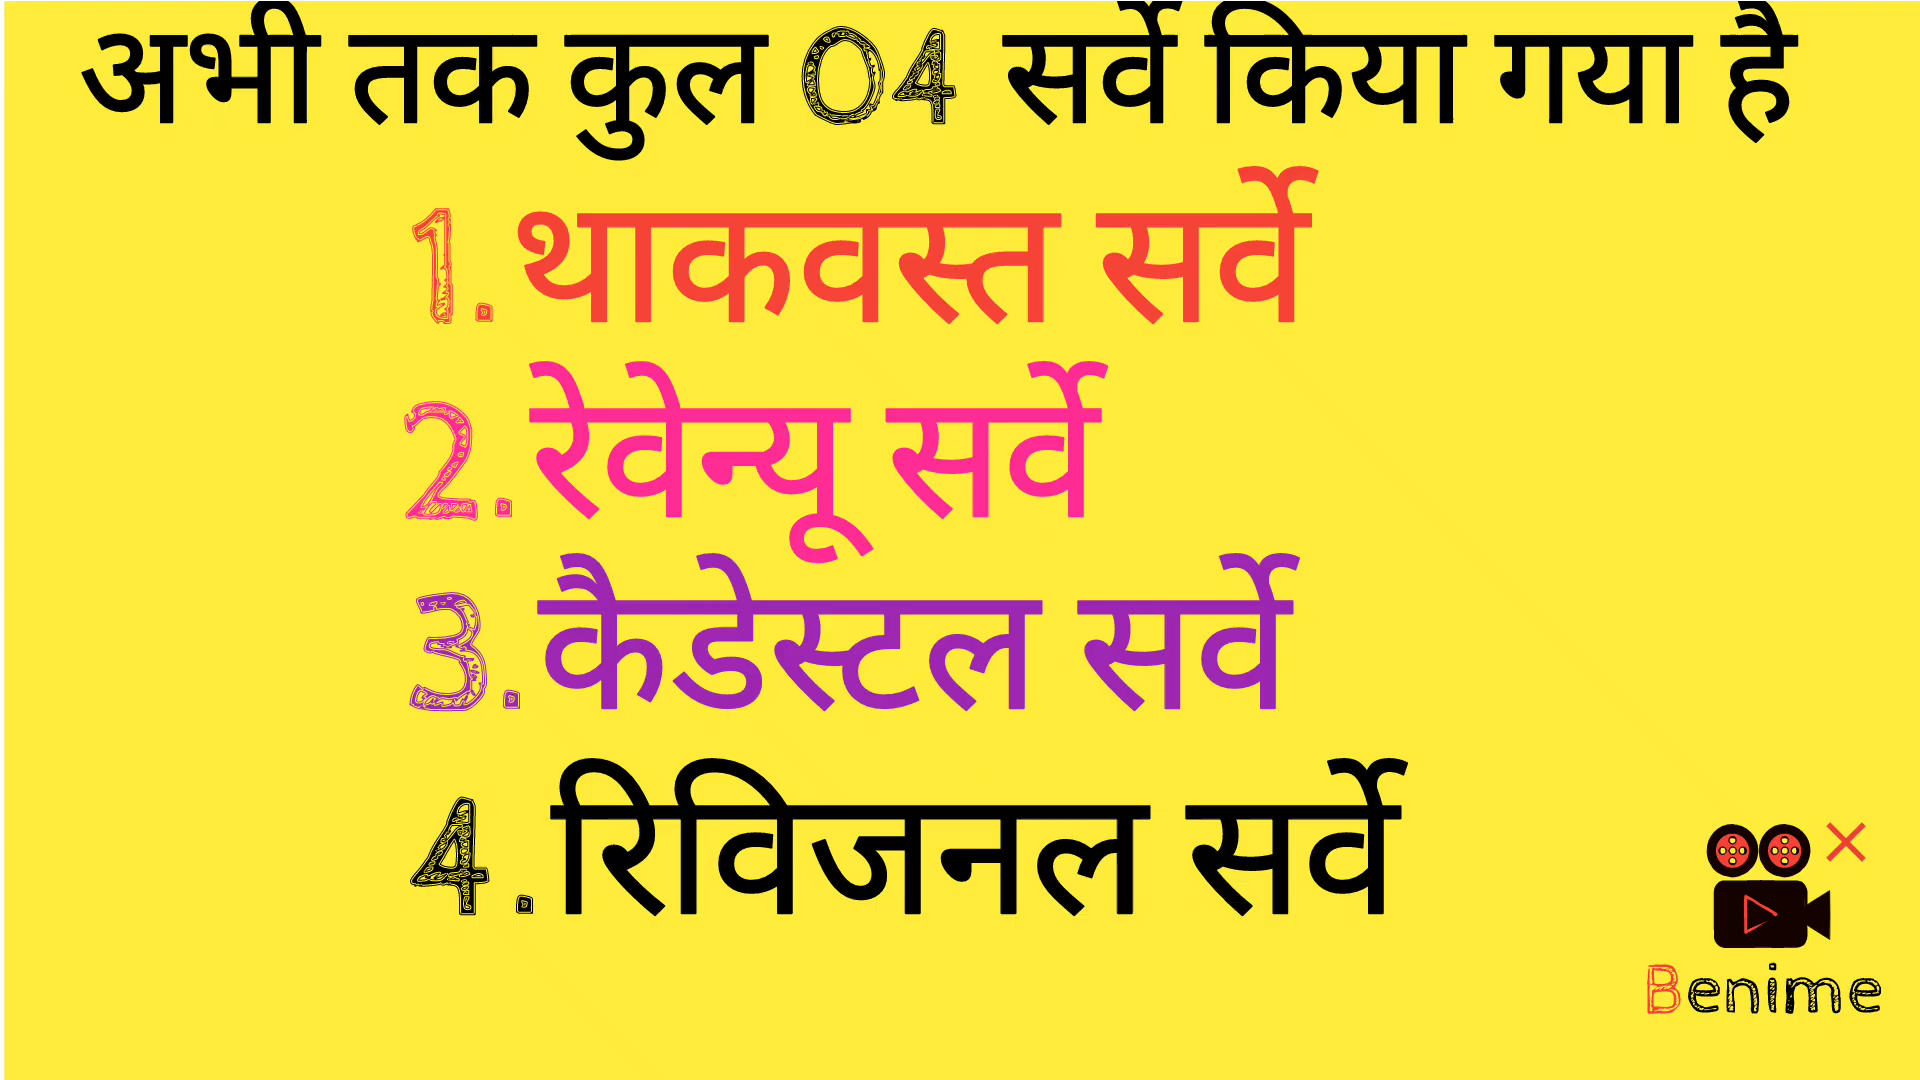 अभी तक कुल 04 सर्वे किया गया है
1.थाकवस्त सर्वे
2.रेवेन्यू सर्वे
3.कैडेस्टल सर्वे
4.रिविजनल सर्वे
Benime